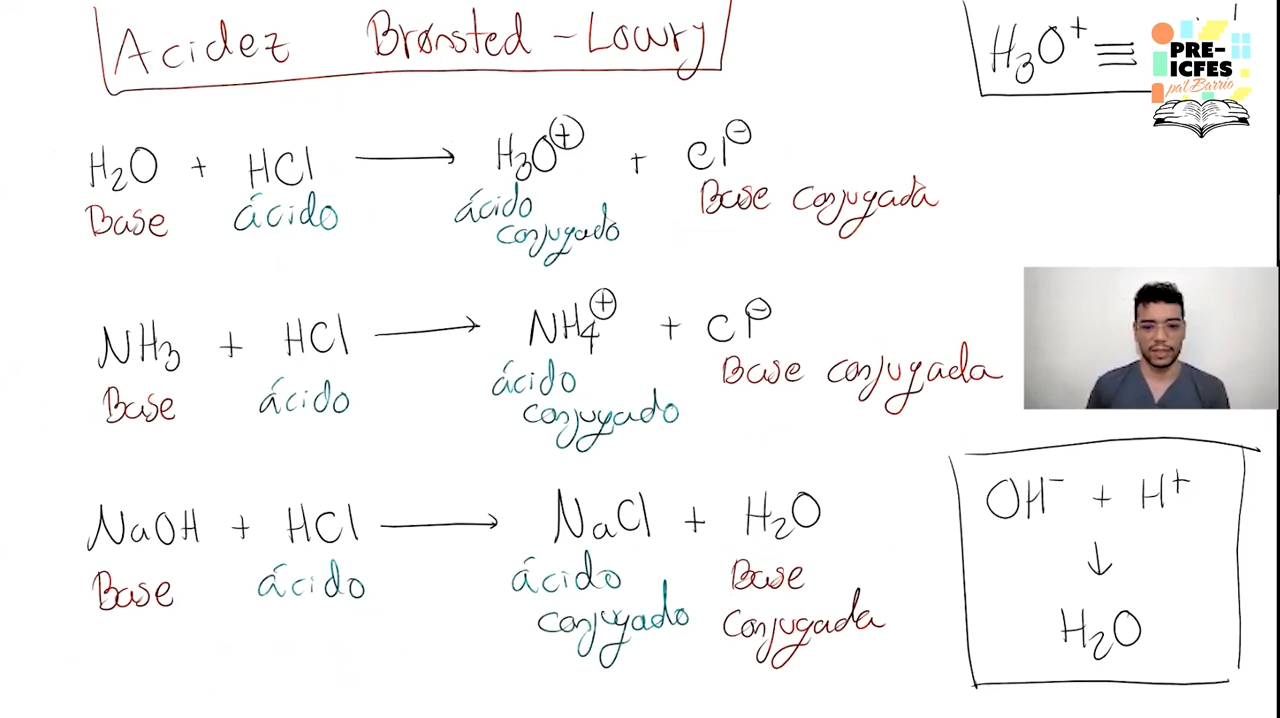 Acidez Brønsted-Lowry
H₃O⁺ ≡
PRE-
ICFES
pa'l Barrio
H₂O + HCl → H₃O⊕ + Cl⊖
Base ácido ácido conjugado Base conjugada
NH₃ + HCl → NH₄⊕ + Cl⊖
Base ácido ácido conjugado Base conjugada
NaOH + HCl → NaCl + H₂O
Base ácido ácido conjugado Base Conjugada
OH⁻ + H⁺
↓
H₂O